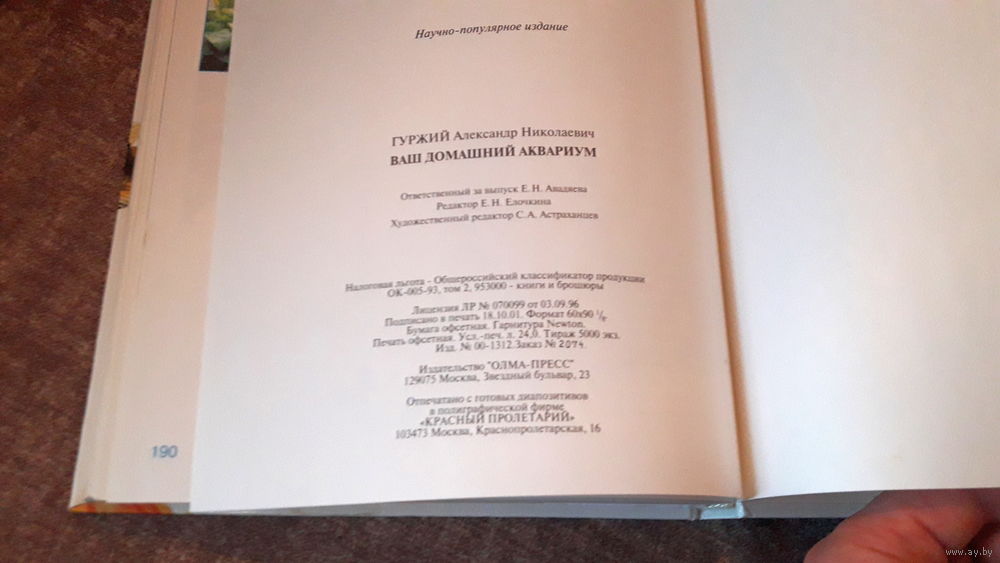 Научно-популярное издание
ГУРЖИЙ Александр Николаевич
ВАШ ДОМАШНИЙ АКВАРИУМ
Ответственный за выпуск Е. Н. Авадяева
Редактор Е. Н. Елочкина
Художественный редактор С.А. Астраханцев
Налоговая льгота - Общероссийский классификатор продукции
ОК-005-93, том 2, 953000 - книги и брошюры
Лицензия ЛР № 070099 от 03.09.96
Подписано в печать 18.10.01. Формат 60х90
Бумага офсетная. Гарнитура Newton.
Печать офсетная. Усл.-печ. л. 24,0. Тираж 5000 экз.
Изд. № 00-1312. Заказ № 2074.
Издательство "ОЛМА-ПРЕСС"
129075 Москва, Звездный бульвар, 23
Отпечатано с готовых диапозитивов
в полиграфической фирме
«КРАСНЫЙ ПРОЛЕТАРИЙ»
103473 Москва, Краснопролетарская, 16
190
www.ay.by